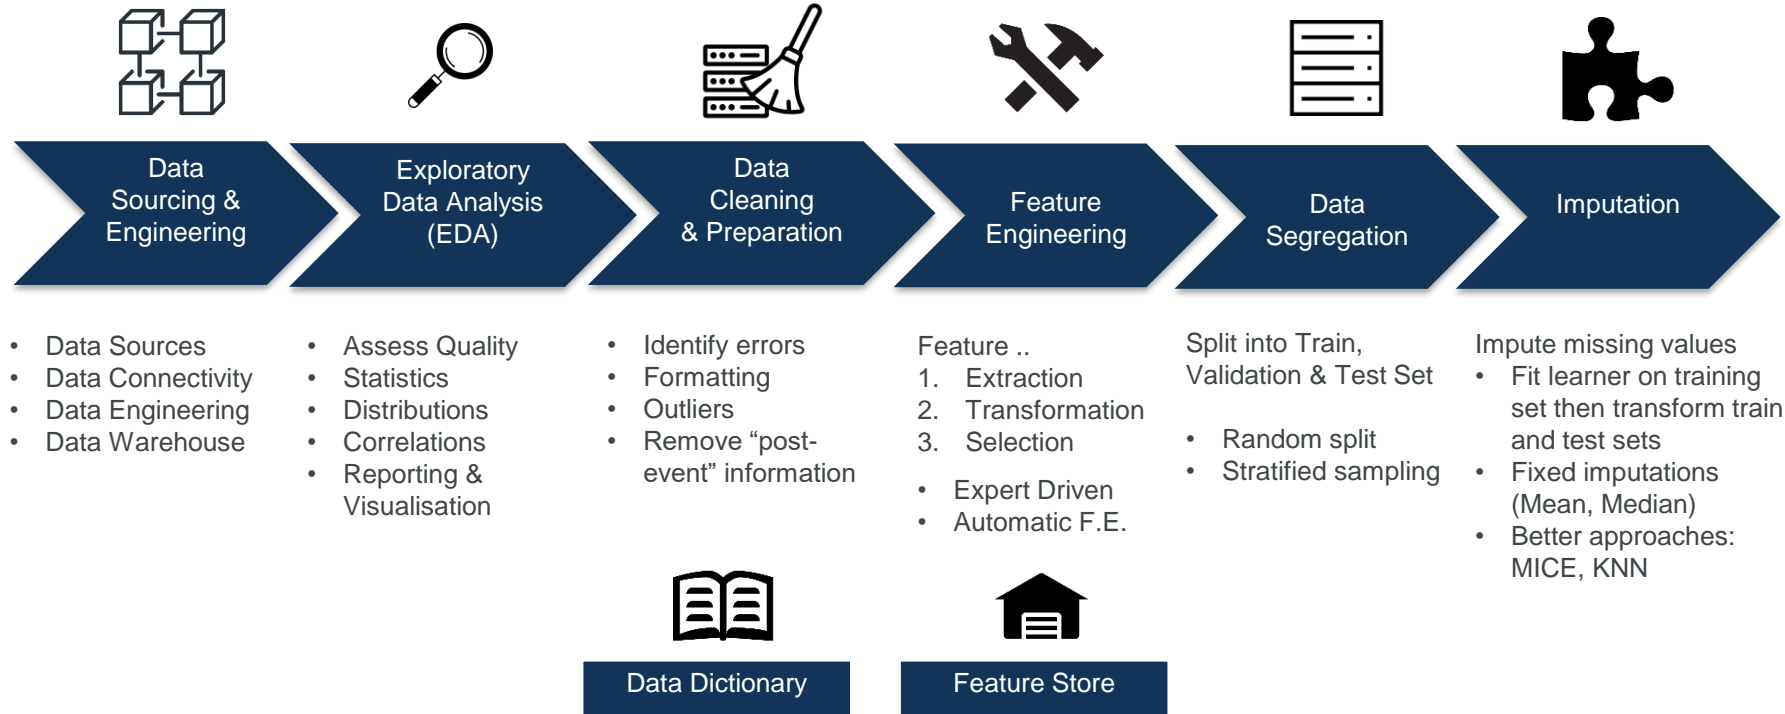 Data
Sourcing &
Engineering
Exploratory
Data Analysis
(EDA)
Data
Cleaning
& Preparation
Feature
Engineering
Data
Segregation
Imputation
• Data Sources
• Data Connectivity
• Data Engineering
• Data Warehouse
• Assess Quality
• Statistics
• Distributions
• Correlations
• Reporting &
Visualisation
• Identify errors
• Formatting
• Outliers
• Remove “post-
event” information
Feature ..
1. Extraction
2. Transformation
3. Selection
• Expert Driven
• Automatic F.E.
Split into Train,
Validation & Test Set
• Random split
• Stratified sampling
Impute missing values
• Fit learner on training
set then transform train
and test sets
• Fixed imputations
(Mean, Median)
• Better approaches:
MICE, KNN
Data Dictionary
Feature Store